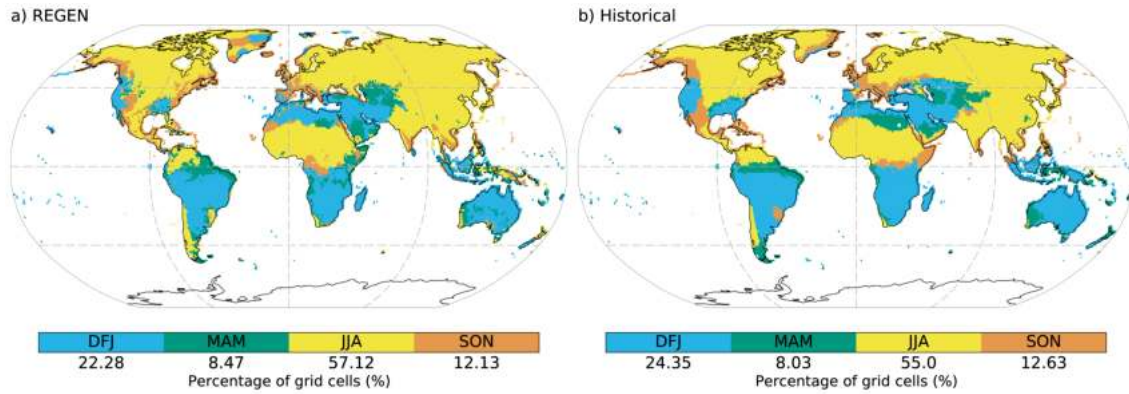 a) REGEN
b) Historical
DFJ MAM JJA SON
22.28 8.47 57.12 12.13
Percentage of grid cells (%)
DFJ MAM JJA SON
24.35 8.03 55.0 12.63
Percentage of grid cells (%)